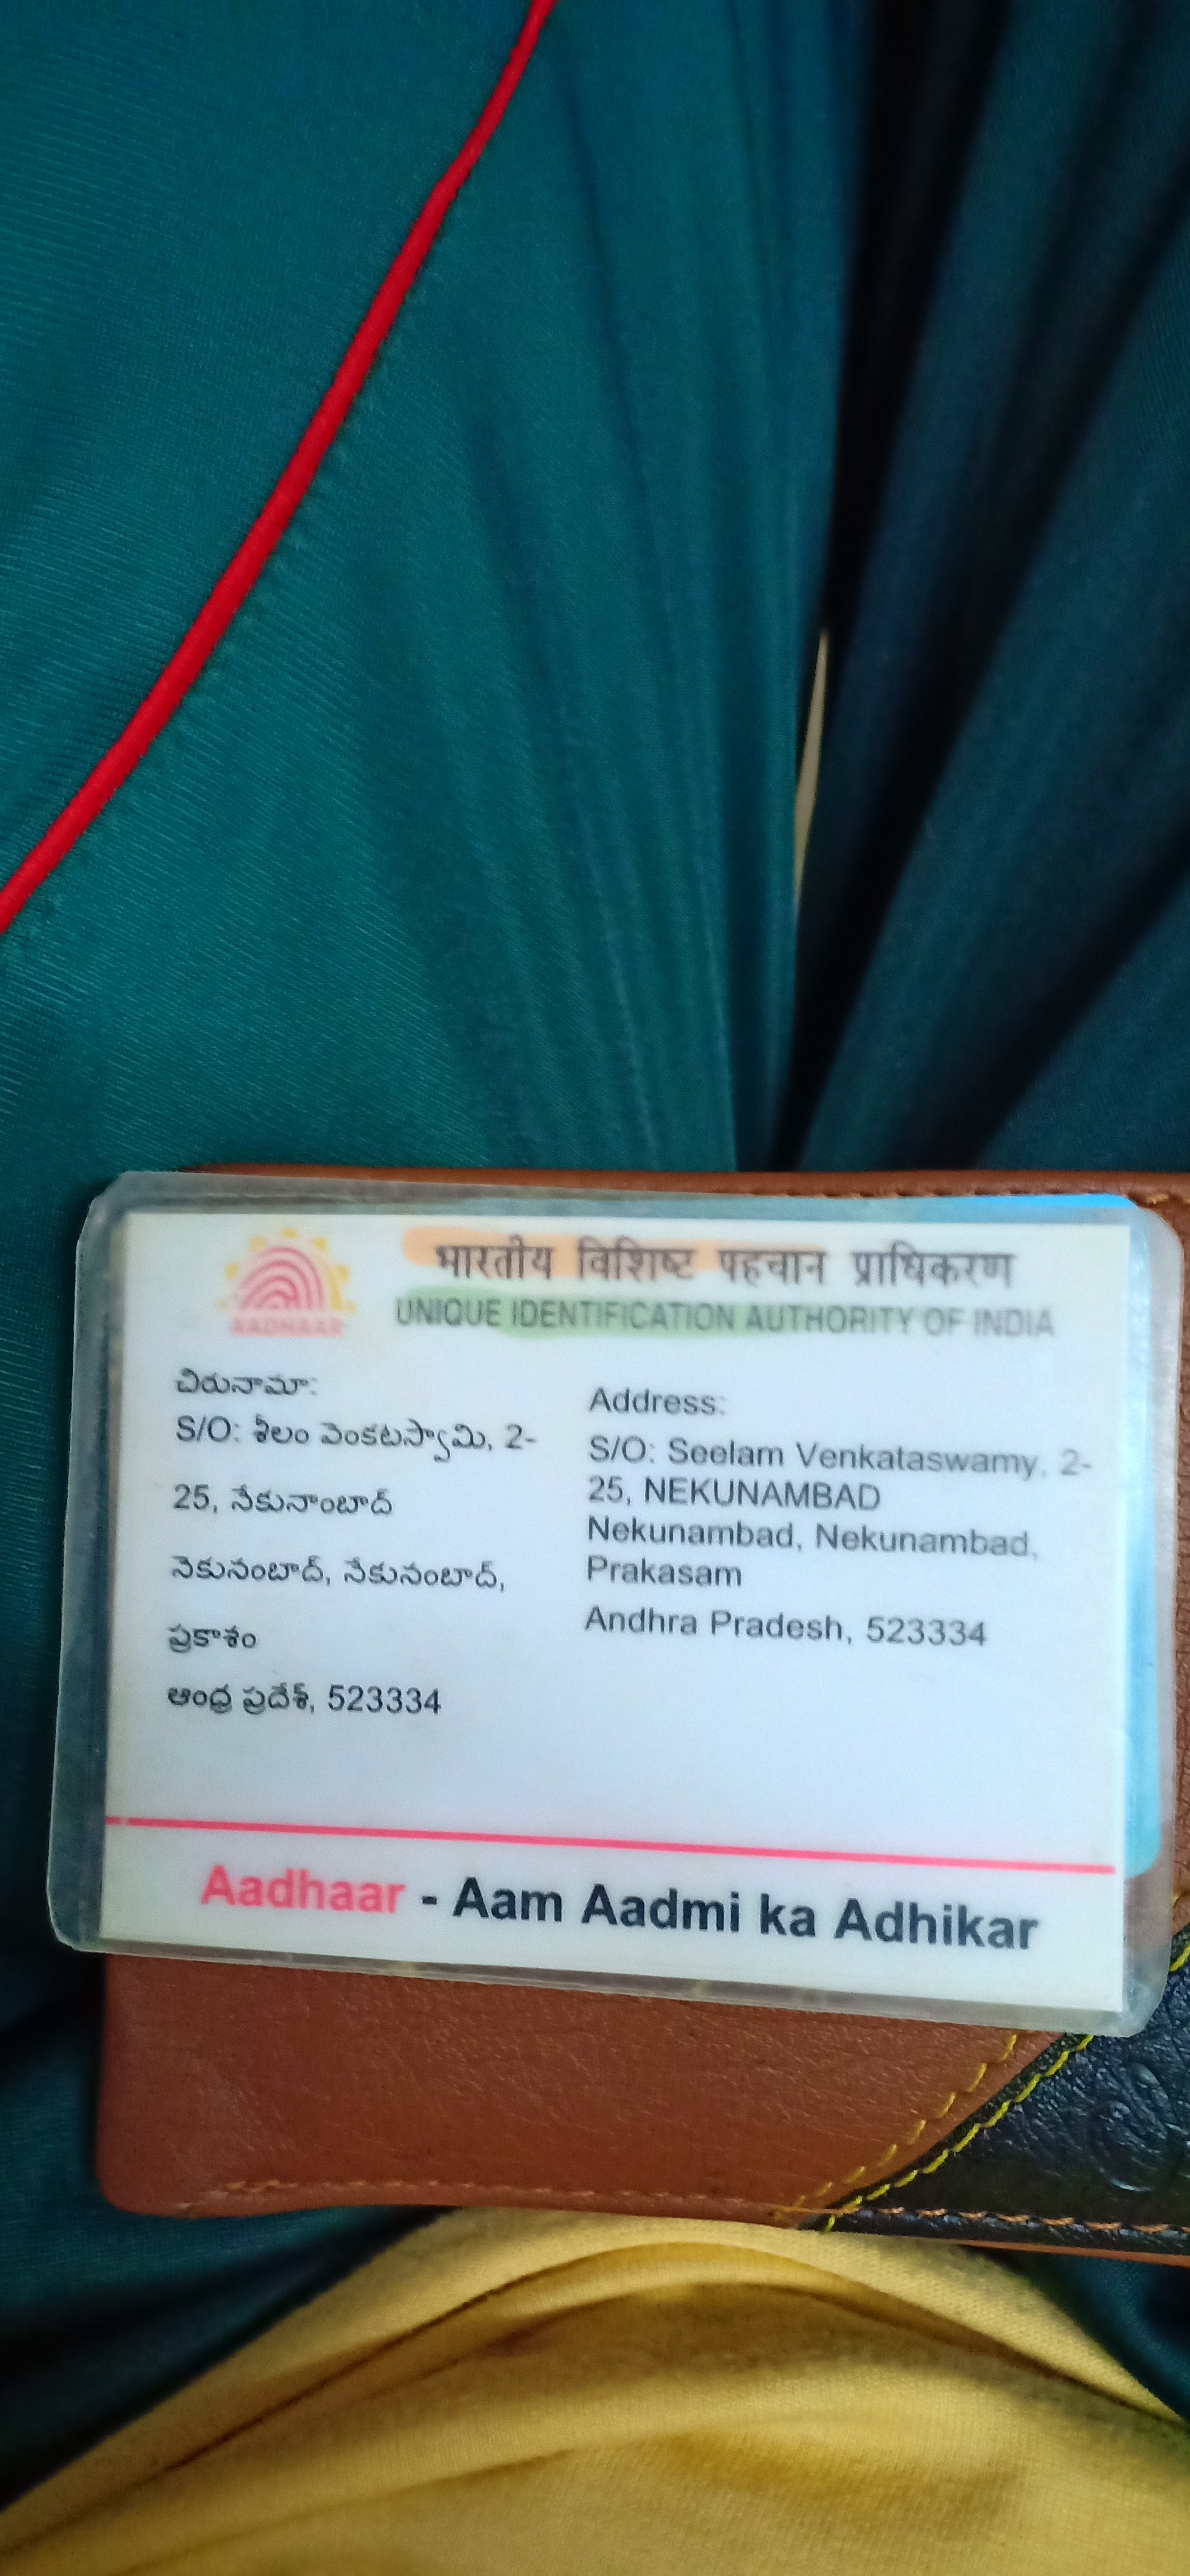 भारतीय विशिष्ट पहचान प्राधिकरण
UNIQUE IDENTIFICATION AUTHORITY OF INDIA
AADHAAR
చిరునామా:
S/O: శీలం వెంకటస్వామి, 2-
25, నేకునాంబాద్
నెకునంబాద్, నేకునంబాద్,
ప్రకాశం
ఆంధ్ర ప్రదేశ్, 523334
Address:
S/O: Seelam Venkataswamy, 2-
25, NEKUNAMBAD
Nekunambad, Nekunambad,
Prakasam
Andhra Pradesh, 523334
Aadhaar - Aam Aadmi ka Adhikar